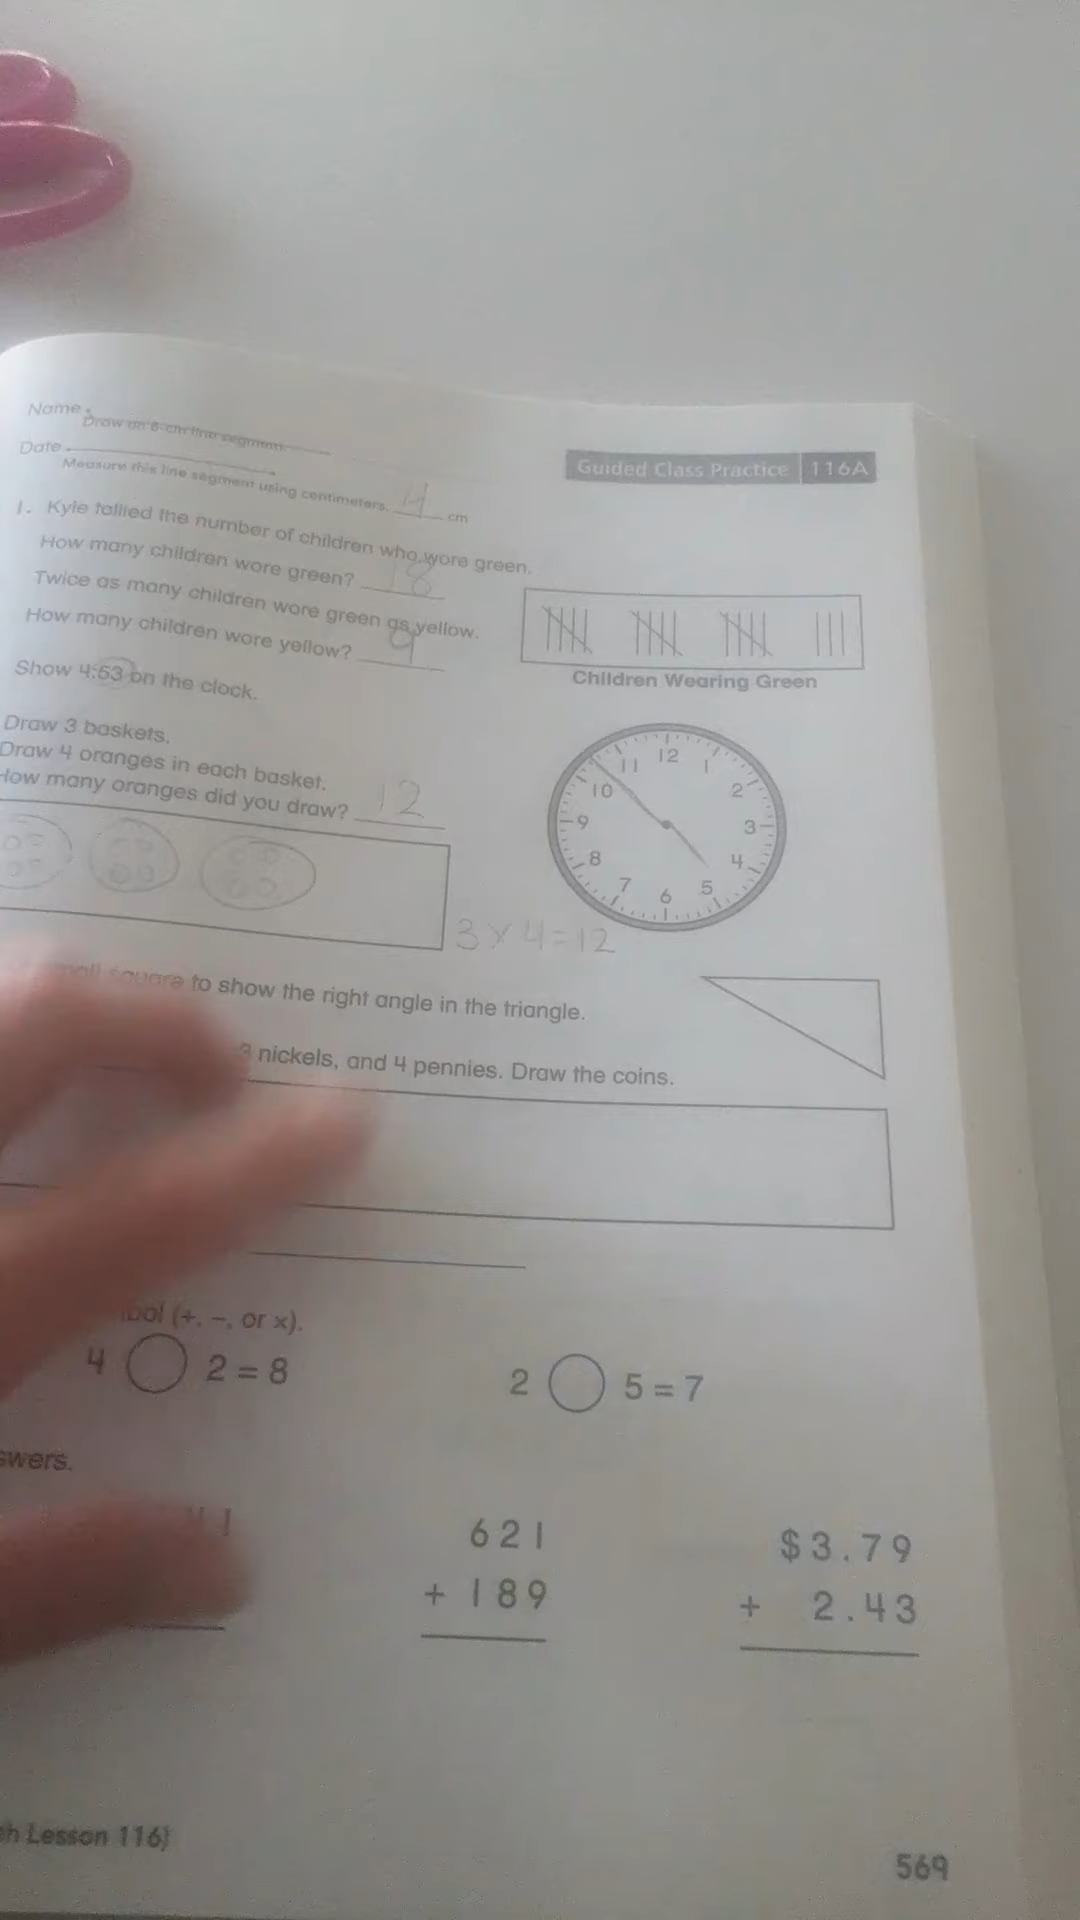 Name
Draw an 8-cm line segment.
Date
Measure this line segment using centimeters. 4 cm
Guided Class Practice 116A
1. Kyle tallied the number of children who wore green.
How many children wore green? 18
Twice as many children wore green as yellow.
How many children wore yellow? 9
Children Wearing Green
Show 4:53 on the clock.
12 1 2 3 4 5 6 7 8 9 10 11
Draw 3 baskets.
Draw 4 oranges in each basket.
How many oranges did you draw? 12
3 x 4 = 12
small square to show the right angle in the triangle.
nickels, and 4 pennies. Draw the coins.
(+, −, or x).
4 2 = 8
2 5 = 7
621
+ 189
$3.79
+ 2.43
Lesson 116)
569